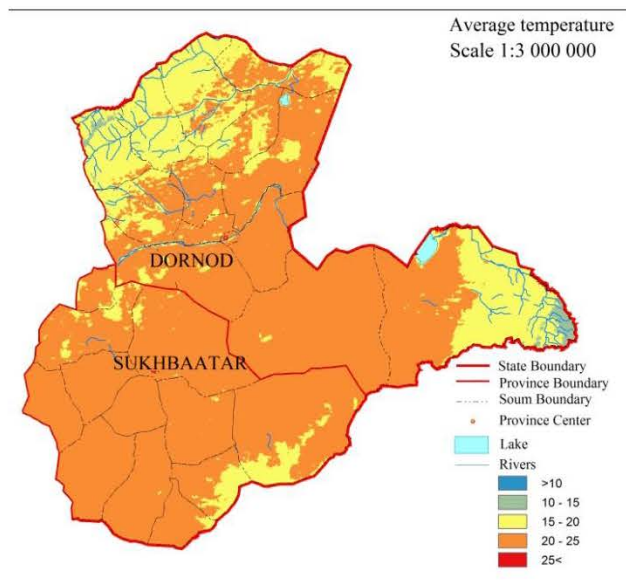 Average temperature
Scale 1:3 000 000
DORNOD
SUKHBAATAR
State Boundary
Province Boundary
Soum Boundary
Province Center
Lake
Rivers
>10
10 - 15
15 - 20
20 - 25
25<